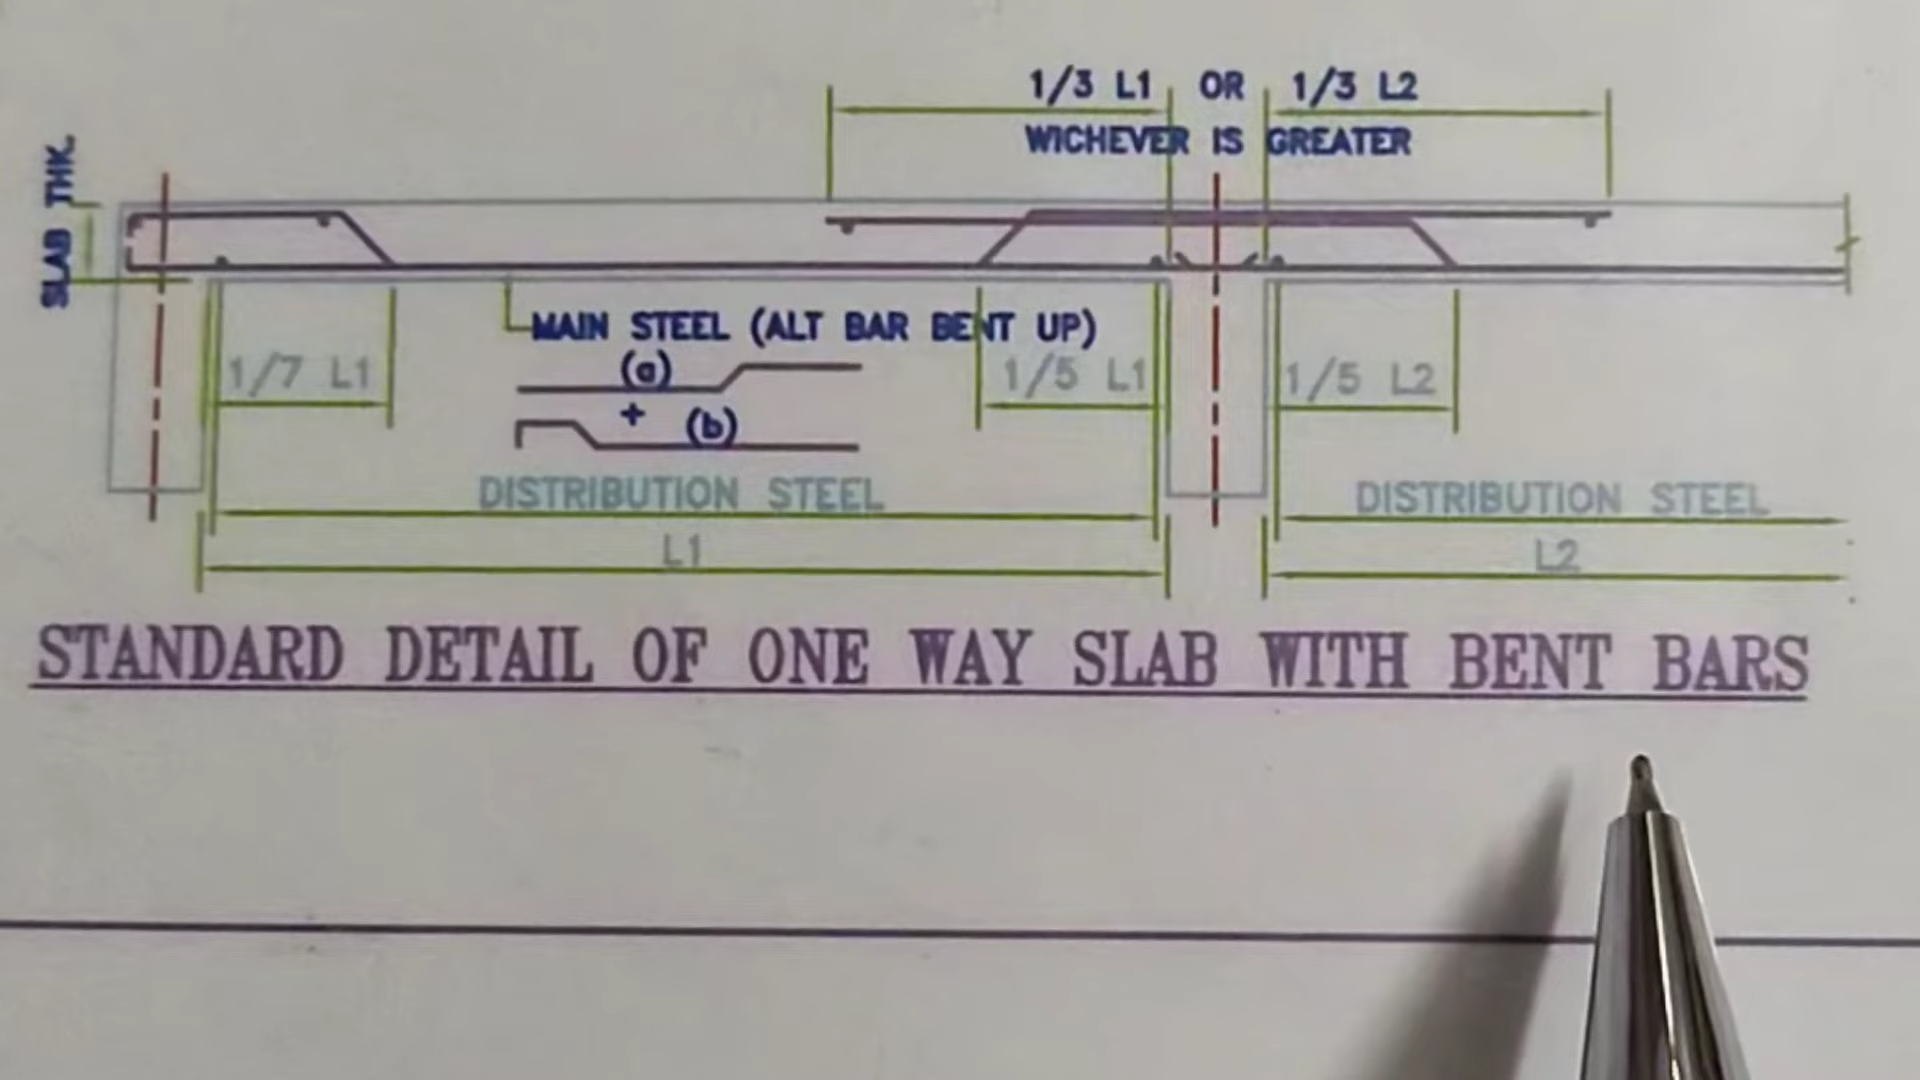 1/3 L1 OR 1/3 L2
WICHEVER IS GREATER
SLAB THK.
MAIN STEEL (ALT BAR BENT UP)
1/7 L1
(a)
1/5 L1
1/5 L2
+ (b)
DISTRIBUTION STEEL
DISTRIBUTION STEEL
L1
L2
STANDARD DETAIL OF ONE WAY SLAB WITH BENT BARS